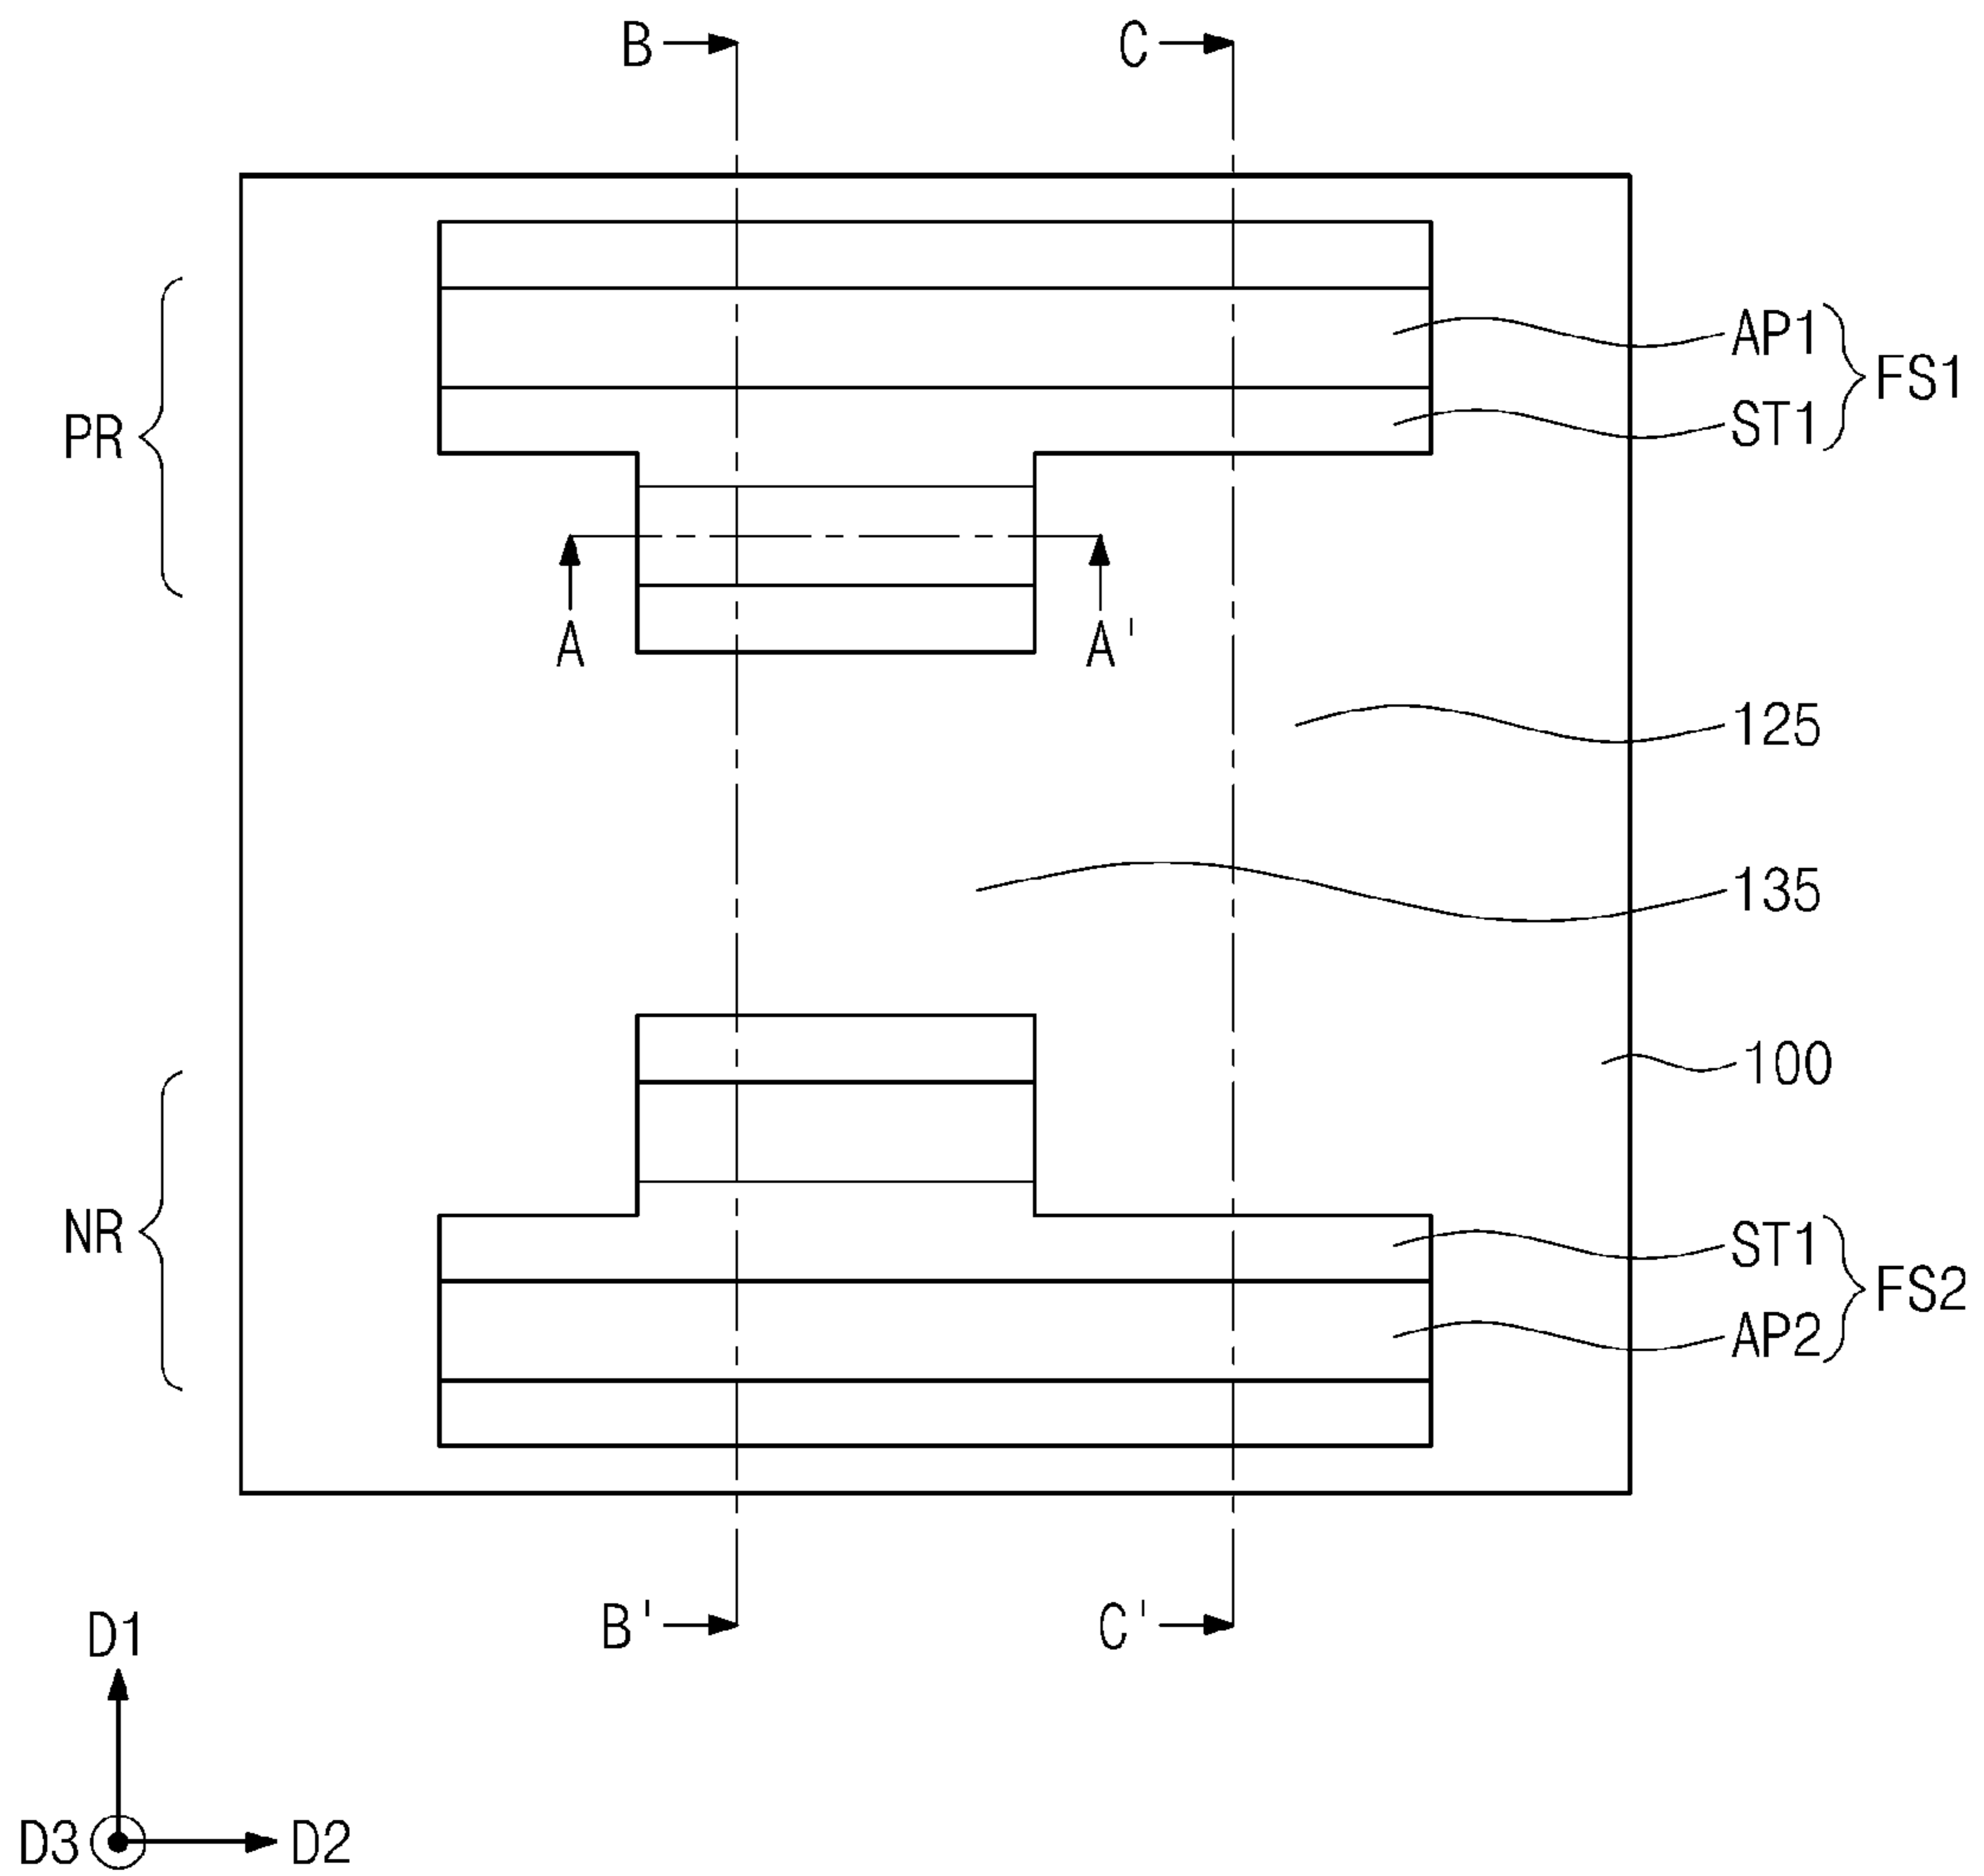 B C
AP1
FS1
ST1
PR
A A'
125
135
100
NR
ST1
FS2
AP2
B' C'
D1
D3 D2